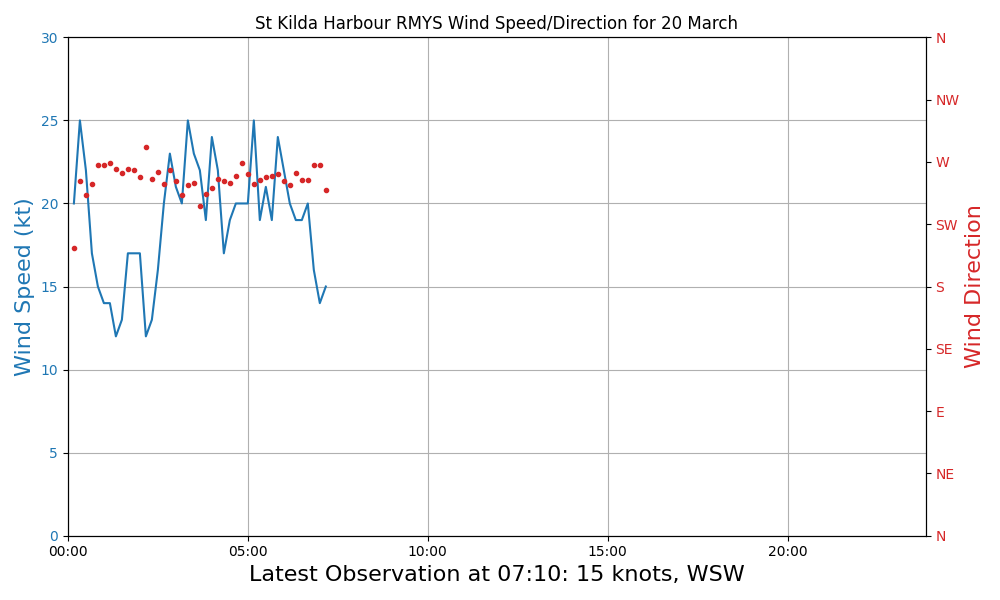 St Kilda Harbour RMYS Wind Speed/Direction for 20 March
30
25
20
15
10
5
0
Wind Speed (kt)
N
NW
W
SW
S
SE
E
NE
N
Wind Direction
00:00 05:00 10:00 15:00 20:00
Latest Observation at 07:10: 15 knots, WSW